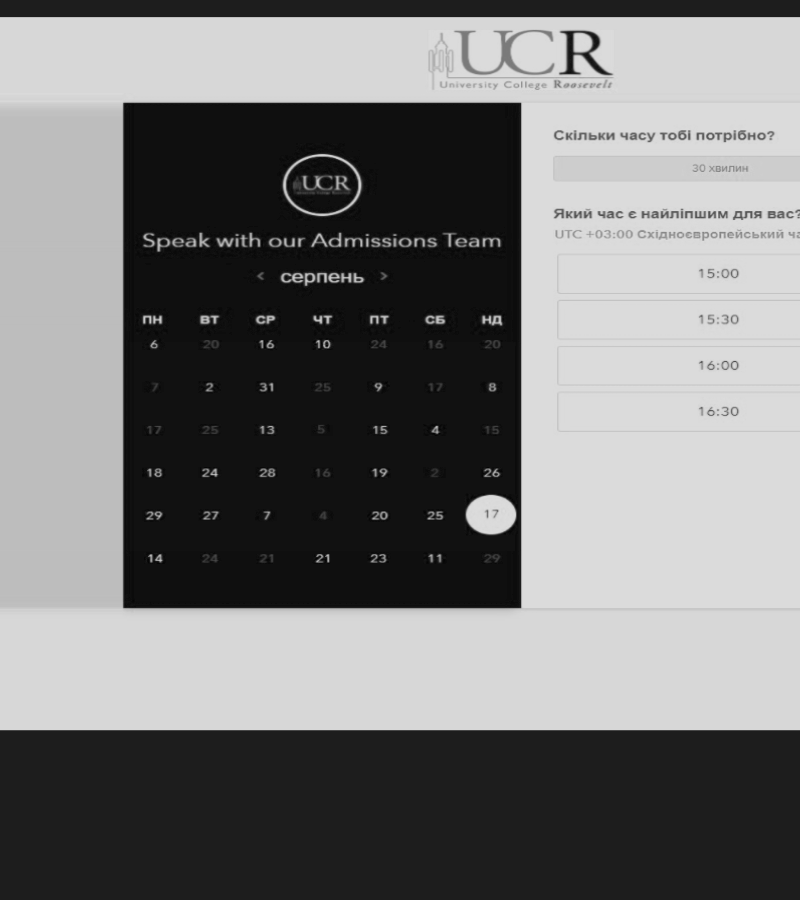 UCR
University College Roosevelt
UCR
Speak with our Admissions Team
< серпень >
ПН ВТ СР ЧТ ПТ СБ НД
6 20 16 10 24 16 20
7 2 31 25 9 17 8
17 25 13 5 15 4 15
18 24 28 16 19 2 26
29 27 7 4 20 25 17
14 24 21 21 23 11 29
Скільки часу тобі потрібно?
30 хвилин
Який час є найліпшим для вас?
UTC +03:00 Східноєвропейський ча
15:00
15:30
16:00
16:30